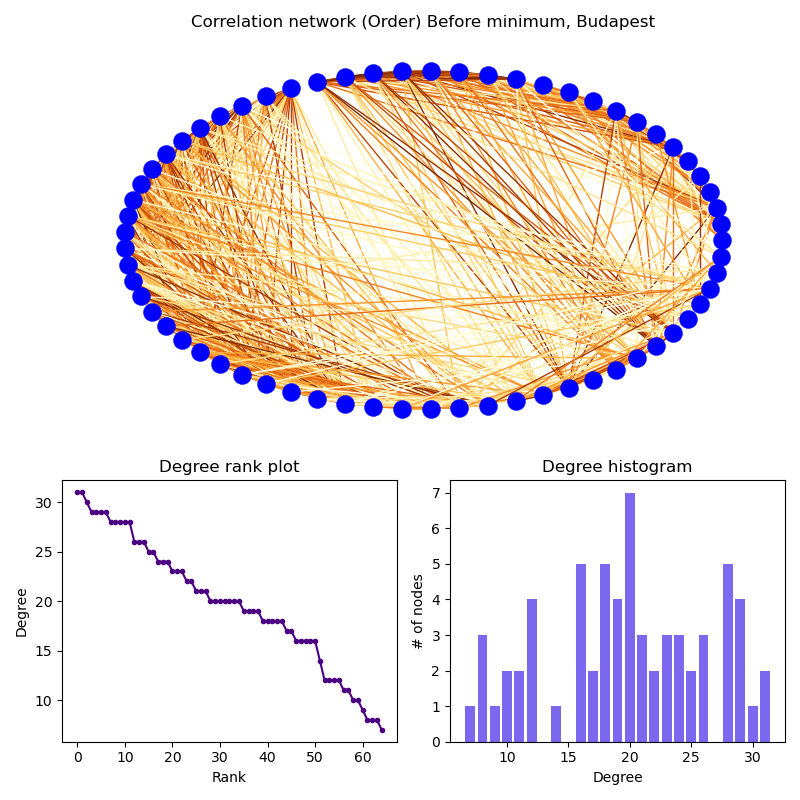 Correlation network (Order) Before minimum, Budapest
Degree rank plot
Degree
30
25
20
15
10
0 10 20 30 40 50 60
Rank
Degree histogram
# of nodes
7
6
5
4
3
2
1
0
10 15 20 25 30
Degree